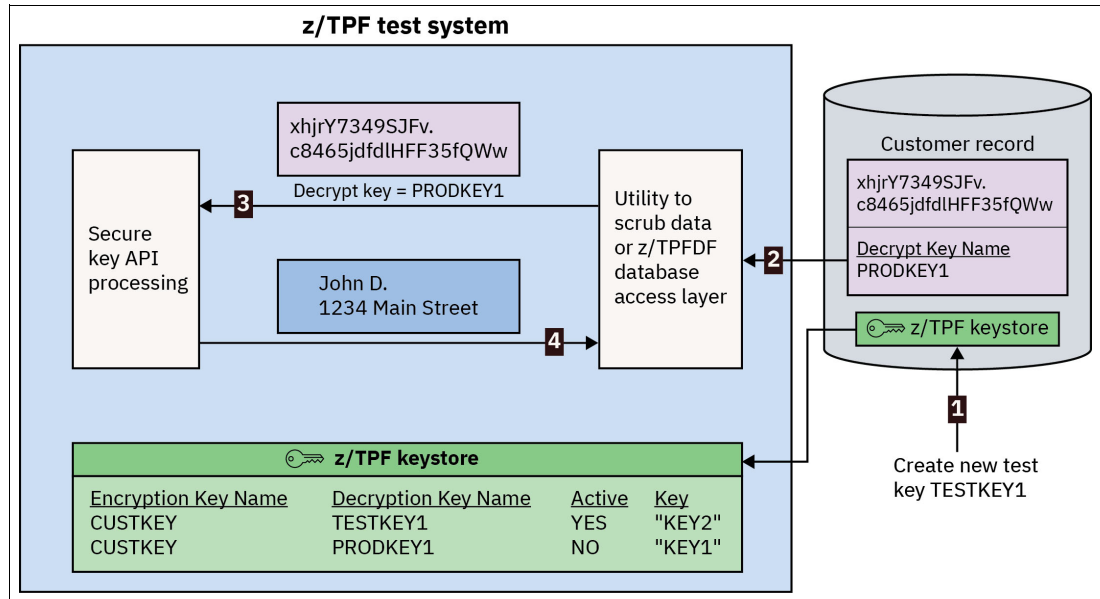 z/TPF test system
xhjrY7349SJFv.
c8465jdfdlHFF35fQWw
Decrypt key = PRODKEY1
3
Secure
key API
processing
John D.
1234 Main Street
4
Utility to
scrub data
or z/TPFDF
database
access layer
2
Customer record
xhjrY7349SJFv.
c8465jdfdlHFF35fQWw
Decrypt Key Name
PRODKEY1
z/TPF keystore
1
Create new test
key TESTKEY1
z/TPF keystore
Encryption Key Name Decryption Key Name Active Key
CUSTKEY TESTKEY1 YES "KEY2"
CUSTKEY PRODKEY1 NO "KEY1"